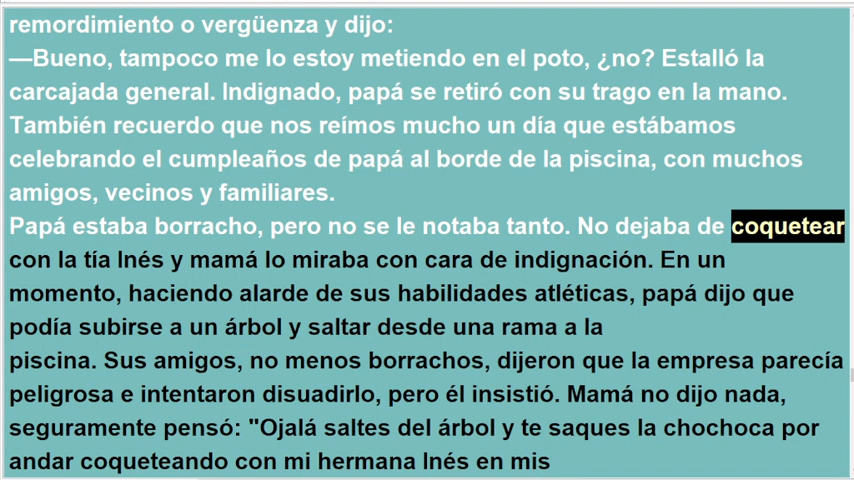 remordimiento o vergüenza y dijo:
—Bueno, tampoco me lo estoy metiendo en el poto, ¿no? Estalló la
carcajada general. Indignado, papá se retiró con su trago en la mano.
También recuerdo que nos reímos mucho un día que estábamos
celebrando el cumpleaños de papá al borde de la piscina, con muchos
amigos, vecinos y familiares.
Papá estaba borracho, pero no se le notaba tanto. No dejaba de coquetear
con la tía Inés y mamá lo miraba con cara de indignación. En un
momento, haciendo alarde de sus habilidades atléticas, papá dijo que
podía subirse a un árbol y saltar desde una rama a la
piscina. Sus amigos, no menos borrachos, dijeron que la empresa parecía
peligrosa e intentaron disuadirlo, pero él insistió. Mamá no dijo nada,
seguramente pensó: "Ojalá saltes del árbol y te saques la chochoca por
andar coqueteando con mi hermana Inés en mis